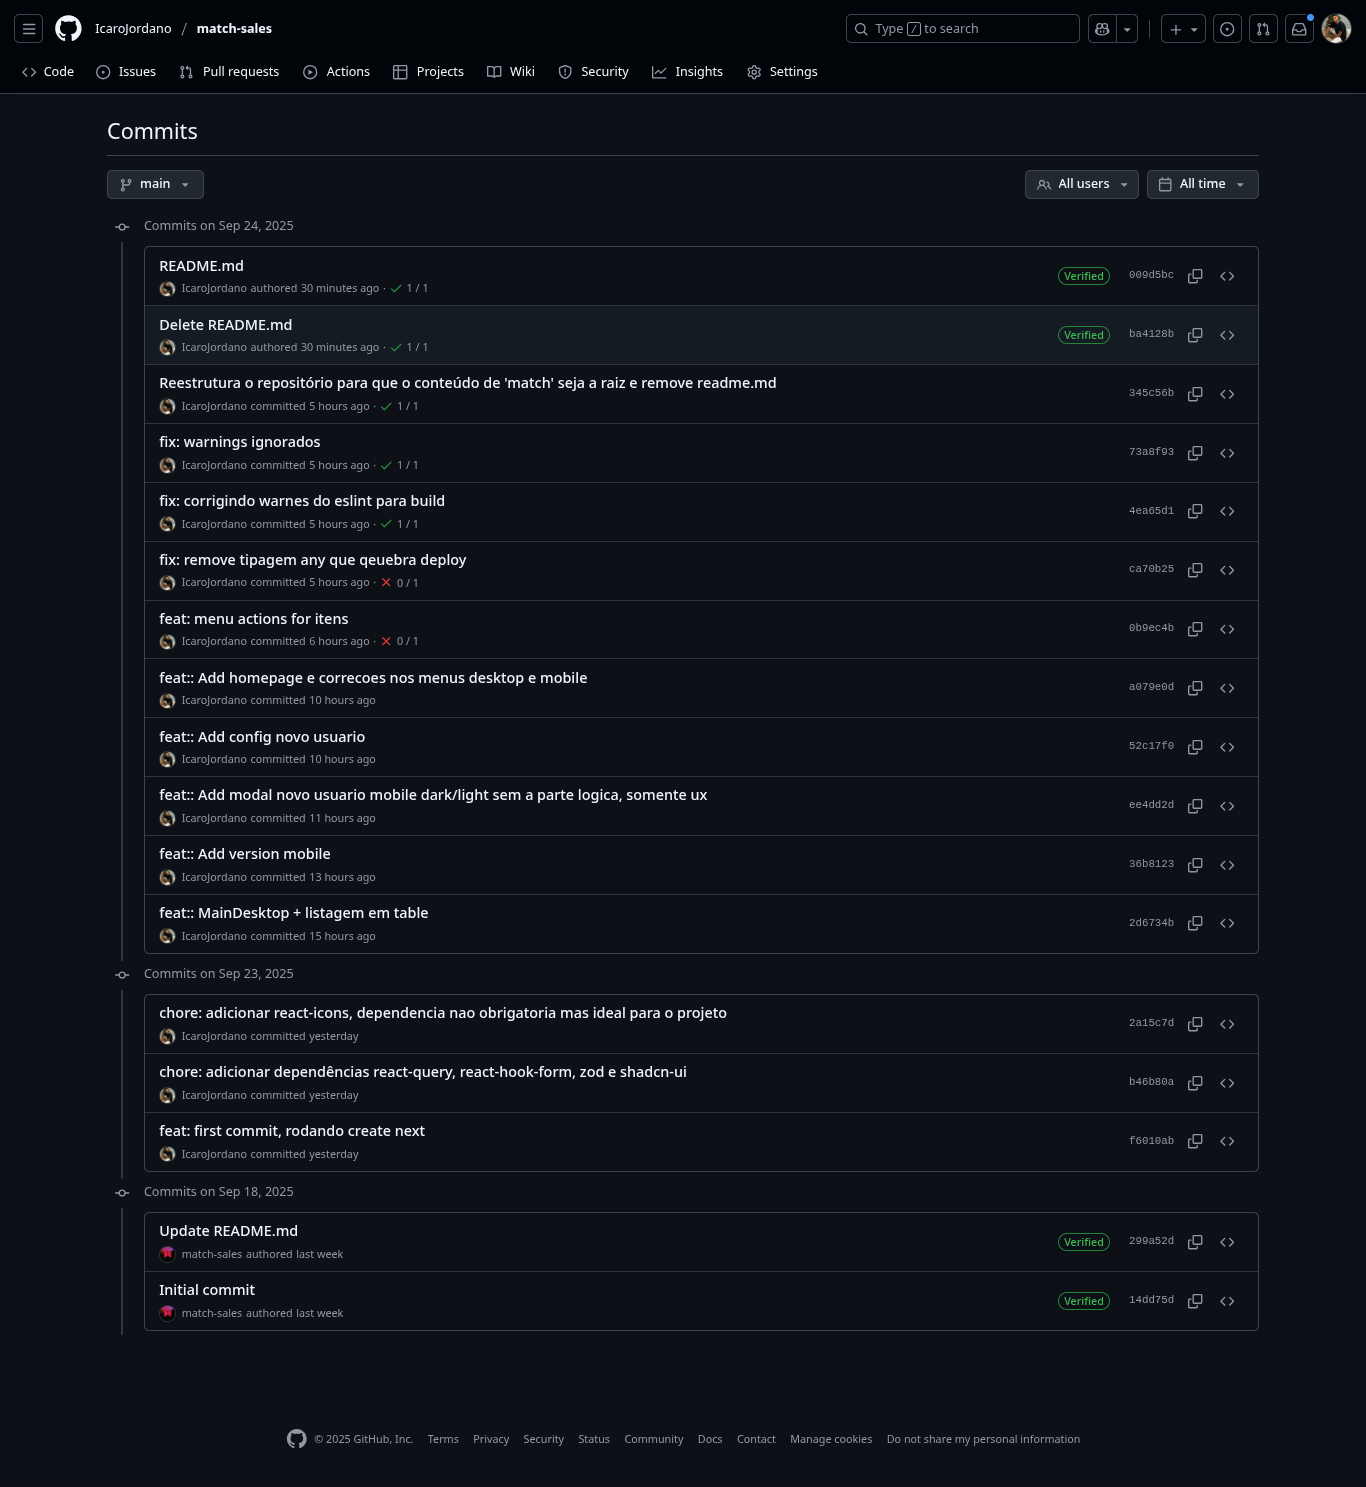 IcaroJordano / match-sales
Type / to search
Code
Issues
Pull requests
Actions
Projects
Wiki
Security
Insights
Settings
Commits
main
All users
All time
Commits on Sep 24, 2025
README.md
Verified
009d5bc
IcaroJordano authored 30 minutes ago · 1 / 1
Delete README.md
Verified
ba4128b
IcaroJordano authored 30 minutes ago · 1 / 1
Reestrutura o repositório para que o conteúdo de 'match' seja a raiz e remove readme.md
345c56b
IcaroJordano committed 5 hours ago · 1 / 1
fix: warnings ignorados
73a8f93
IcaroJordano committed 5 hours ago · 1 / 1
fix: corrigindo warnes do eslint para build
4ea65d1
IcaroJordano committed 5 hours ago · 1 / 1
fix: remove tipagem any que qeuebra deploy
ca70b25
IcaroJordano committed 5 hours ago · 0 / 1
feat: menu actions for itens
0b9ec4b
IcaroJordano committed 6 hours ago · 0 / 1
feat:: Add homepage e correcoes nos menus desktop e mobile
a079e0d
IcaroJordano committed 10 hours ago
feat:: Add config novo usuario
52c17f0
IcaroJordano committed 10 hours ago
feat:: Add modal novo usuario mobile dark/light sem a parte logica, somente ux
ee4dd2d
IcaroJordano committed 11 hours ago
feat:: Add version mobile
36b8123
IcaroJordano committed 13 hours ago
feat:: MainDesktop + listagem em table
2d6734b
IcaroJordano committed 15 hours ago
Commits on Sep 23, 2025
chore: adicionar react-icons, dependencia nao obrigatoria mas ideal para o projeto
2a15c7d
IcaroJordano committed yesterday
chore: adicionar dependências react-query, react-hook-form, zod e shadcn-ui
b46b80a
IcaroJordano committed yesterday
feat: first commit, rodando create next
f6010ab
IcaroJordano committed yesterday
Commits on Sep 18, 2025
Update README.md
Verified
299a52d
match-sales authored last week
Initial commit
Verified
14dd75d
match-sales authored last week
© 2025 GitHub, Inc.
Terms
Privacy
Security
Status
Community
Docs
Contact
Manage cookies
Do not share my personal information